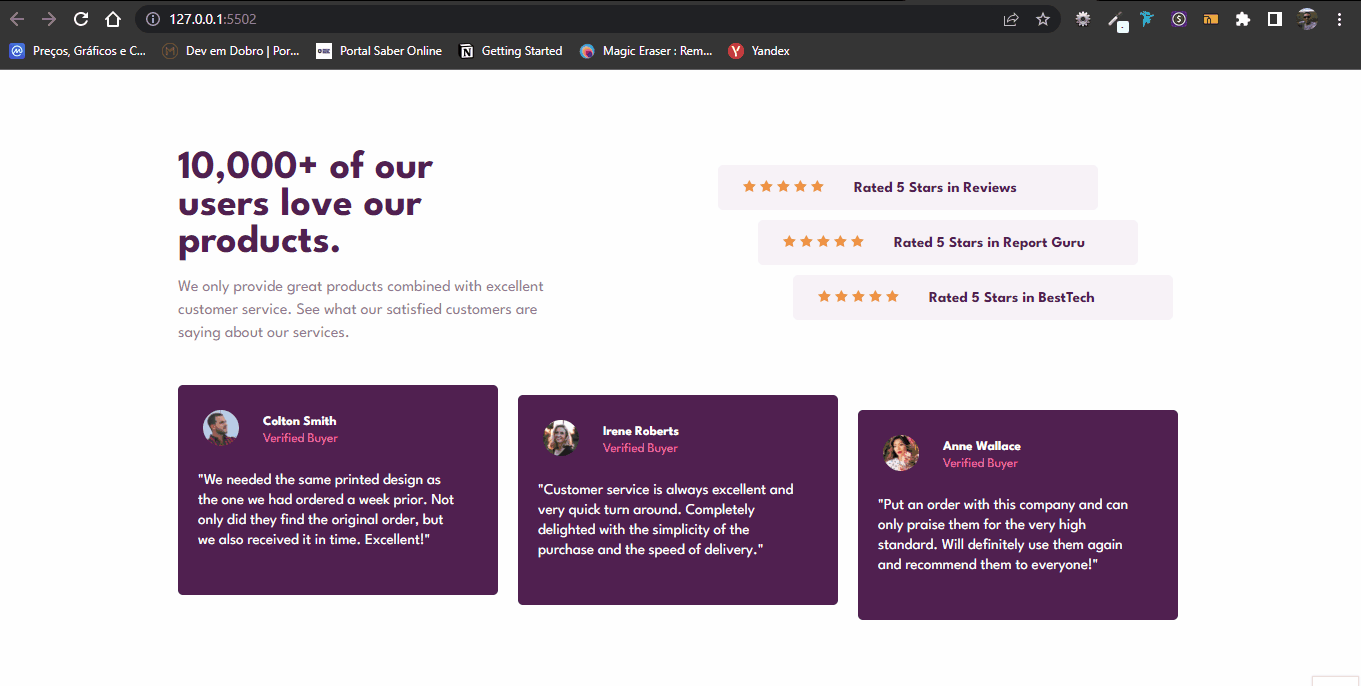 127.0.0.1:5502
Preços, Gráficos e C...
Dev em Dobro | Por...
Portal Saber Online
Getting Started
Magic Eraser : Rem...
Yandex
10,000+ of our
users love our
products.
We only provide great products combined with excellent
customer service. See what our satisfied customers are
saying about our services.
Rated 5 Stars in Reviews
Rated 5 Stars in Report Guru
Rated 5 Stars in BestTech
Colton Smith
Verified Buyer
"We needed the same printed design as
the one we had ordered a week prior. Not
only did they find the original order, but
we also received it in time. Excellent!"
Irene Roberts
Verified Buyer
"Customer service is always excellent and
very quick turn around. Completely
delighted with the simplicity of the
purchase and the speed of delivery."
Anne Wallace
Verified Buyer
"Put an order with this company and can
only praise them for the very high
standard. Will definitely use them again
and recommend them to everyone!"